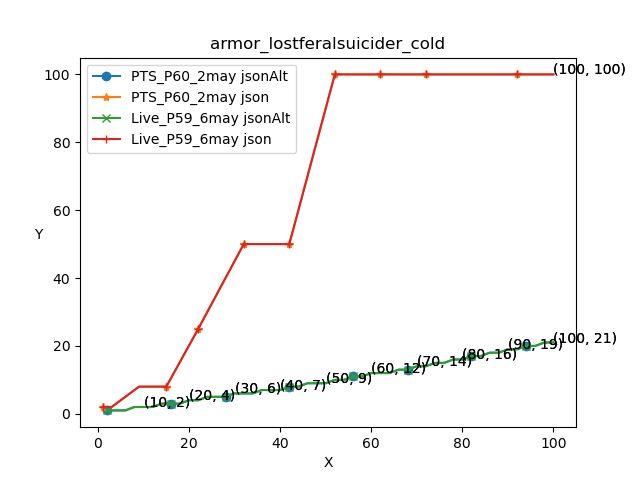 armor_lostferalsuicider_cold
PTS_P60_2may jsonAlt
PTS_P60_2may json
Live_P59_6may jsonAlt
Live_P59_6may json
(100, 100)
(100, 21)
(90, 19)
(80, 16)
(70, 14)
(60, 12)
(50, 9)
(40, 7)
(30, 6)
(20, 4)
(10, 2)
Y
100
80
60
40
20
0
0 20 40 60 80 100
X